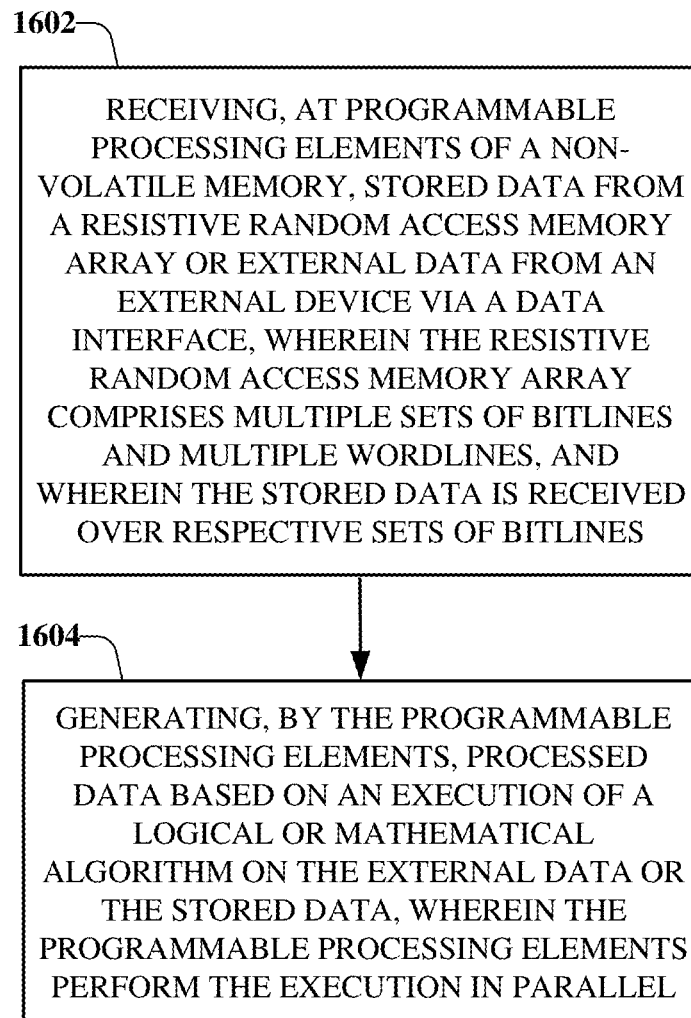 1602
RECEIVING, AT PROGRAMMABLE
PROCESSING ELEMENTS OF A NON-
VOLATILE MEMORY, STORED DATA FROM
A RESISTIVE RANDOM ACCESS MEMORY
ARRAY OR EXTERNAL DATA FROM AN
EXTERNAL DEVICE VIA A DATA
INTERFACE, WHEREIN THE RESISTIVE
RANDOM ACCESS MEMORY ARRAY
COMPRISES MULTIPLE SETS OF BITLINES
AND MULTIPLE WORDLINES, AND
WHEREIN THE STORED DATA IS RECEIVED
OVER RESPECTIVE SETS OF BITLINES
1604
GENERATING, BY THE PROGRAMMABLE
PROCESSING ELEMENTS, PROCESSED
DATA BASED ON AN EXECUTION OF A
LOGICAL OR MATHEMATICAL
ALGORITHM ON THE EXTERNAL DATA OR
THE STORED DATA, WHEREIN THE
PROGRAMMABLE PROCESSING ELEMENTS
PERFORM THE EXECUTION IN PARALLEL